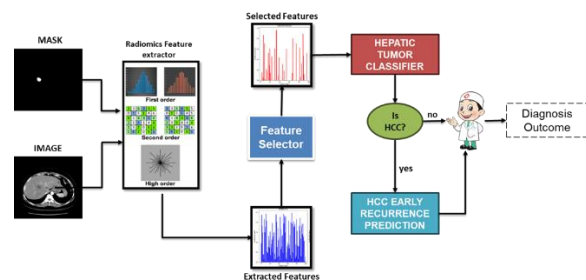 MASK
IMAGE
Radiomics Feature
extractor
First order
Second order
High order
Selected Features
Feature
Selector
Extracted Features
HEPATIC
TUMOR
CLASSIFIER
Is
HCC?
no
yes
HCC EARLY
RECURRENCE
PREDICTION
Diagnosis
Outcome